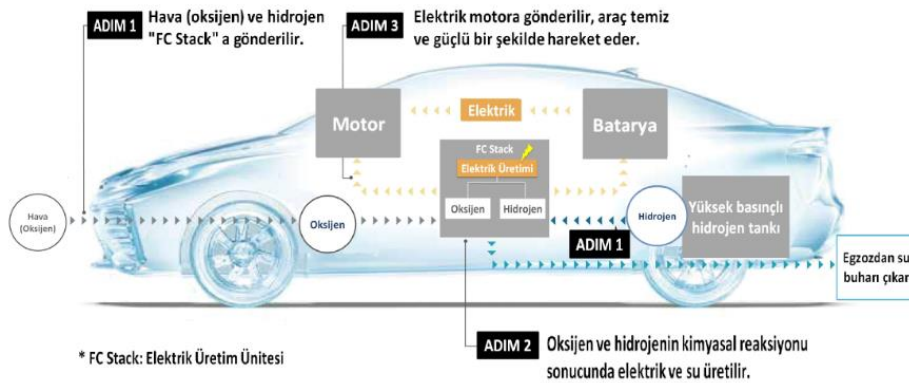 ADIM 1
Hava (oksijen) ve hidrojen
"FC Stack" a gönderilir.
ADIM 3
Elektrik motora gönderilir, araç temiz
ve güçlü bir şekilde hareket eder.
Motor
Elektrik
Batarya
FC Stack
Elektrik Üretimi
Oksijen
Hidrojen
Hava
(Oksijen)
Oksijen
Hidrojen
Yüksek basınçlı
hidrojen tankı
ADIM 1
Egzozdan su
buharı çıkar
ADIM 2
Oksijen ve hidrojenin kimyasal reaksiyonu
sonucunda elektrik ve su üretilir.
* FC Stack: Elektrik Üretim Ünitesi